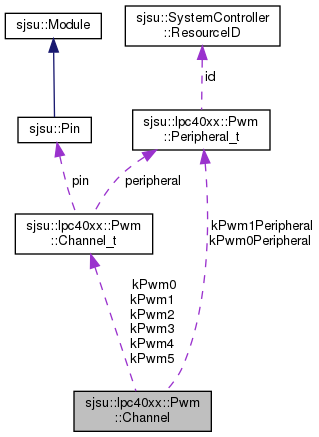 sjsu::Module
sjsu::SystemController
::ResourceID
id
sjsu::Pin
sjsu::lpc40xx::Pwm
::Peripheral_t
pin
peripheral
sjsu::lpc40xx::Pwm
::Channel_t
kPwm1Peripheral
kPwm0Peripheral
kPwm0
kPwm1
kPwm2
kPwm3
kPwm4
kPwm5
sjsu::lpc40xx::Pwm
::Channel